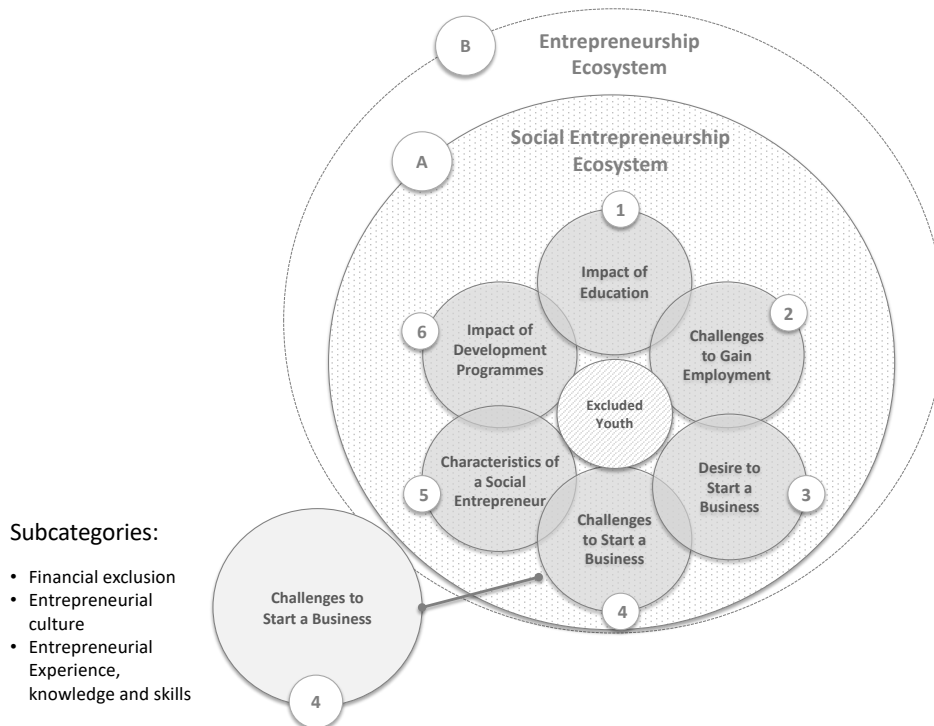 B
Entrepreneurship
Ecosystem
A
Social Entrepreneurship
Ecosystem
1
Impact of
Education
2
Challenges
to Gain
Employment
6
Impact of
Development
Programmes
Excluded
Youth
Characteristics of
a Social
Entrepreneur
5
Desire to
Start a
Business
3
Challenges
to Start a
Business
4
Subcategories:
• Financial exclusion
• Entrepreneurial
culture
• Entrepreneurial
Experience,
knowledge and skills
Challenges to
Start a Business
4